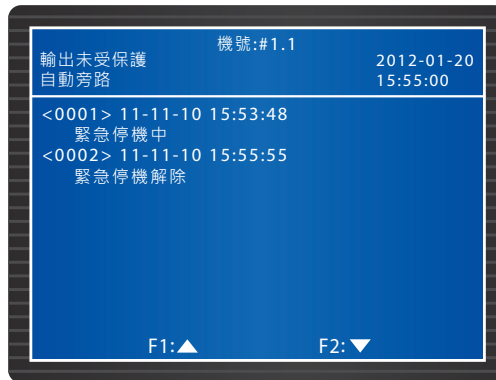 機號:#1.1
輸出未受保護 2012-01-20
自動旁路 15:55:00
<0001> 11-11-10 15:53:48
緊急停機中
<0002> 11-11-10 15:55:55
緊急停機解除
F1:▲ F2:▼